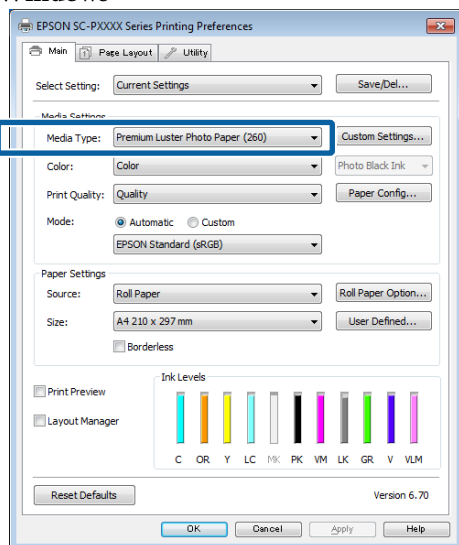 EPSON SC-PXXXX Series Printing Preferences
Main Page Layout Utility
Select Setting: Current Settings Save/Del...
Media Settings
Media Type: Premium Luster Photo Paper (260) Custom Settings...
Color: Color Photo Black Ink
Print Quality: Quality Paper Config...
Mode: Automatic Custom
EPSON Standard (sRGB)
Paper Settings
Source: Roll Paper Roll Paper Option...
Size: A4 210 x 297 mm User Defined...
Borderless
Ink Levels
Print Preview
Layout Manager
C OR Y LC MK PK VM LK GR V VLM
Reset Defaults Version 6.70
OK Cancel Apply Help